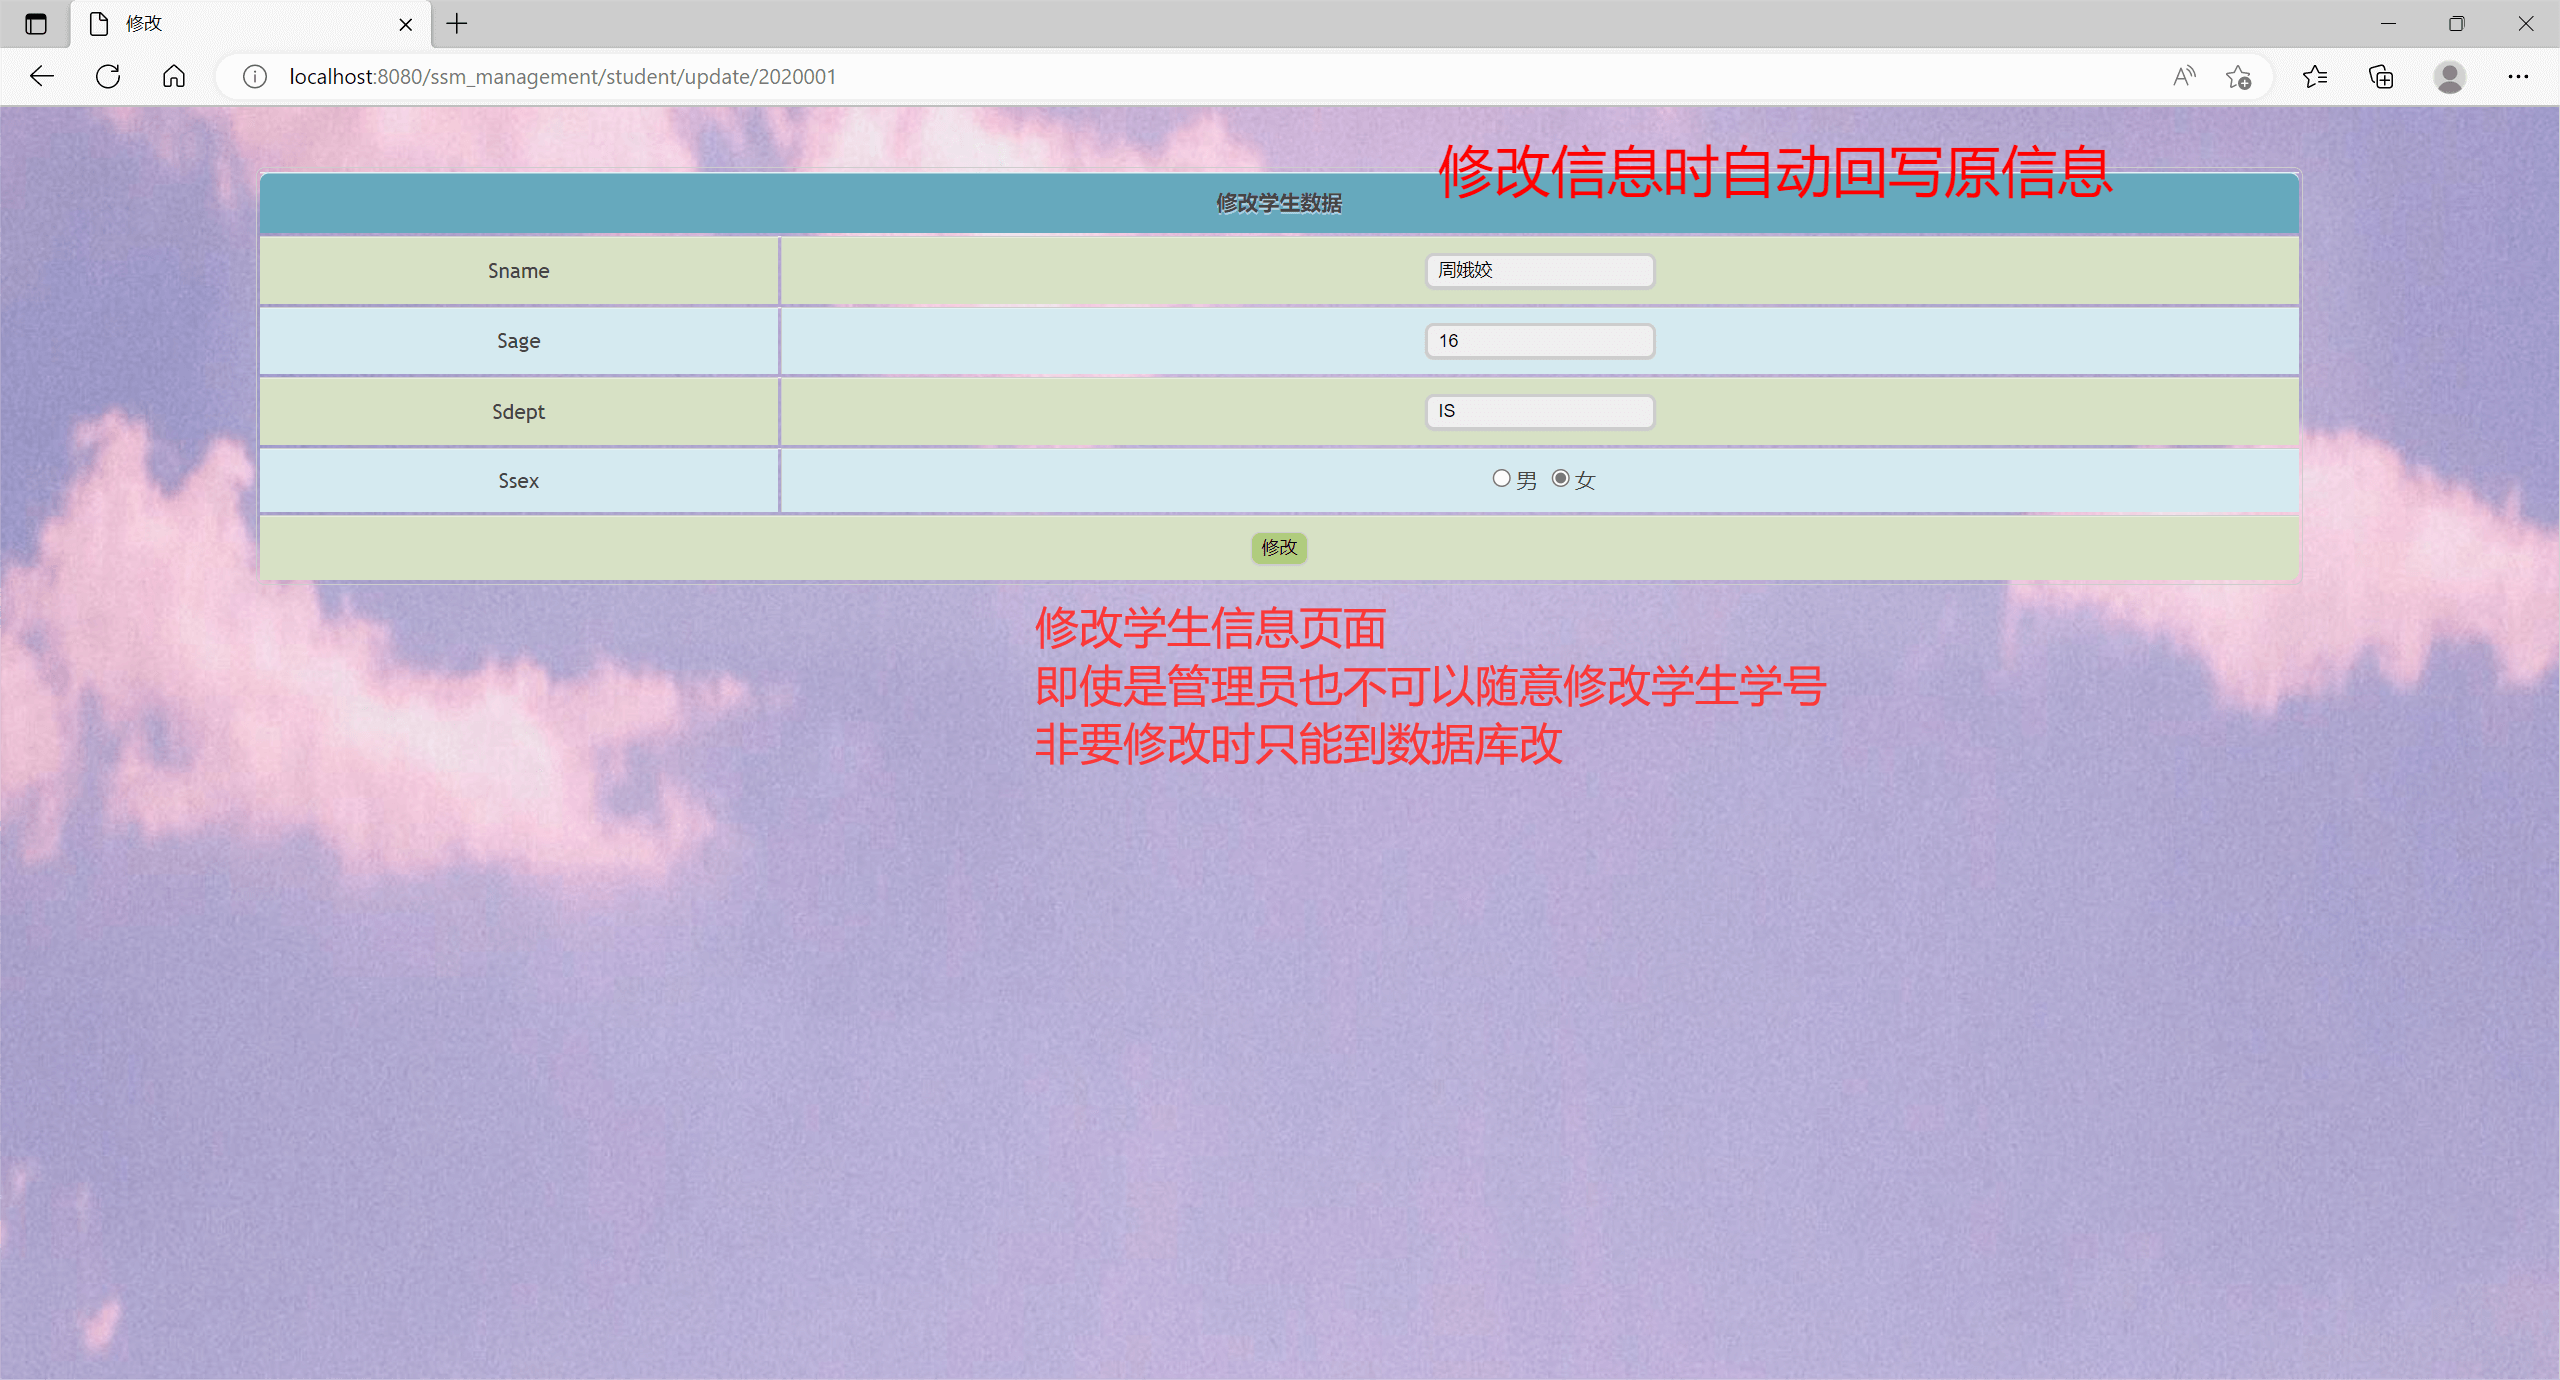 修改
localhost:8080/ssm_management/student/update/2020001
修改信息时自动回写原信息
修改学生数据
Sname 周娥姣
Sage 16
Sdept IS
Ssex 男 女
修改
修改学生信息页面
即使是管理员也不可以随意修改学生学号
非要修改时只能到数据库改